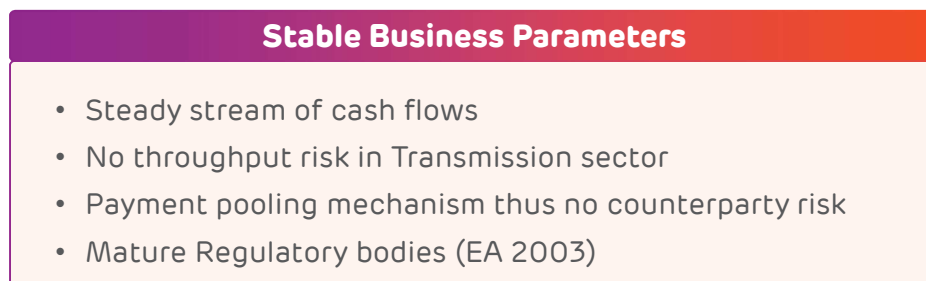 Stable Business Parameters
• Steady stream of cash flows
• No throughput risk in Transmission sector
• Payment pooling mechanism thus no counterparty risk
• Mature Regulatory bodies (EA 2003)